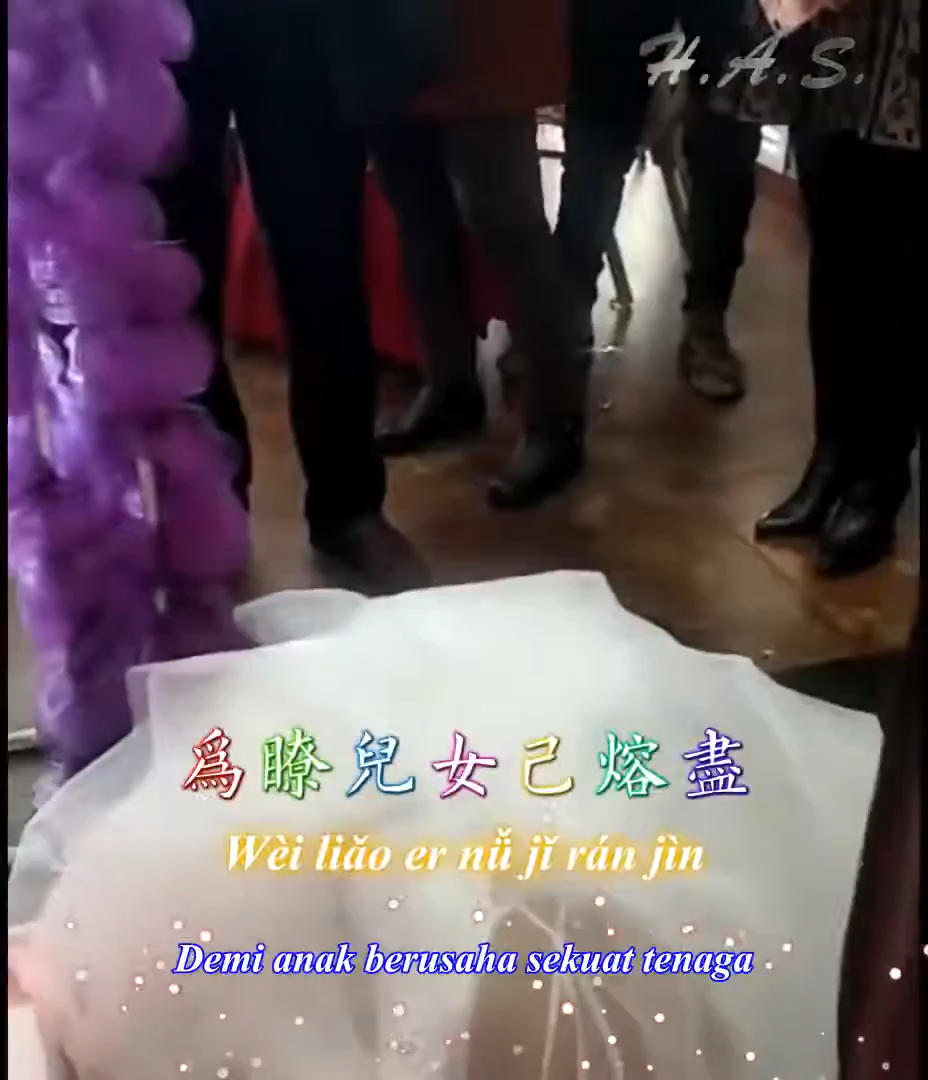 H.A.S.
爲瞭兒女己熔盡
Wèi liǎo er nǚ jǐ rán jìn
Demi anak berusaha sekuat tenaga